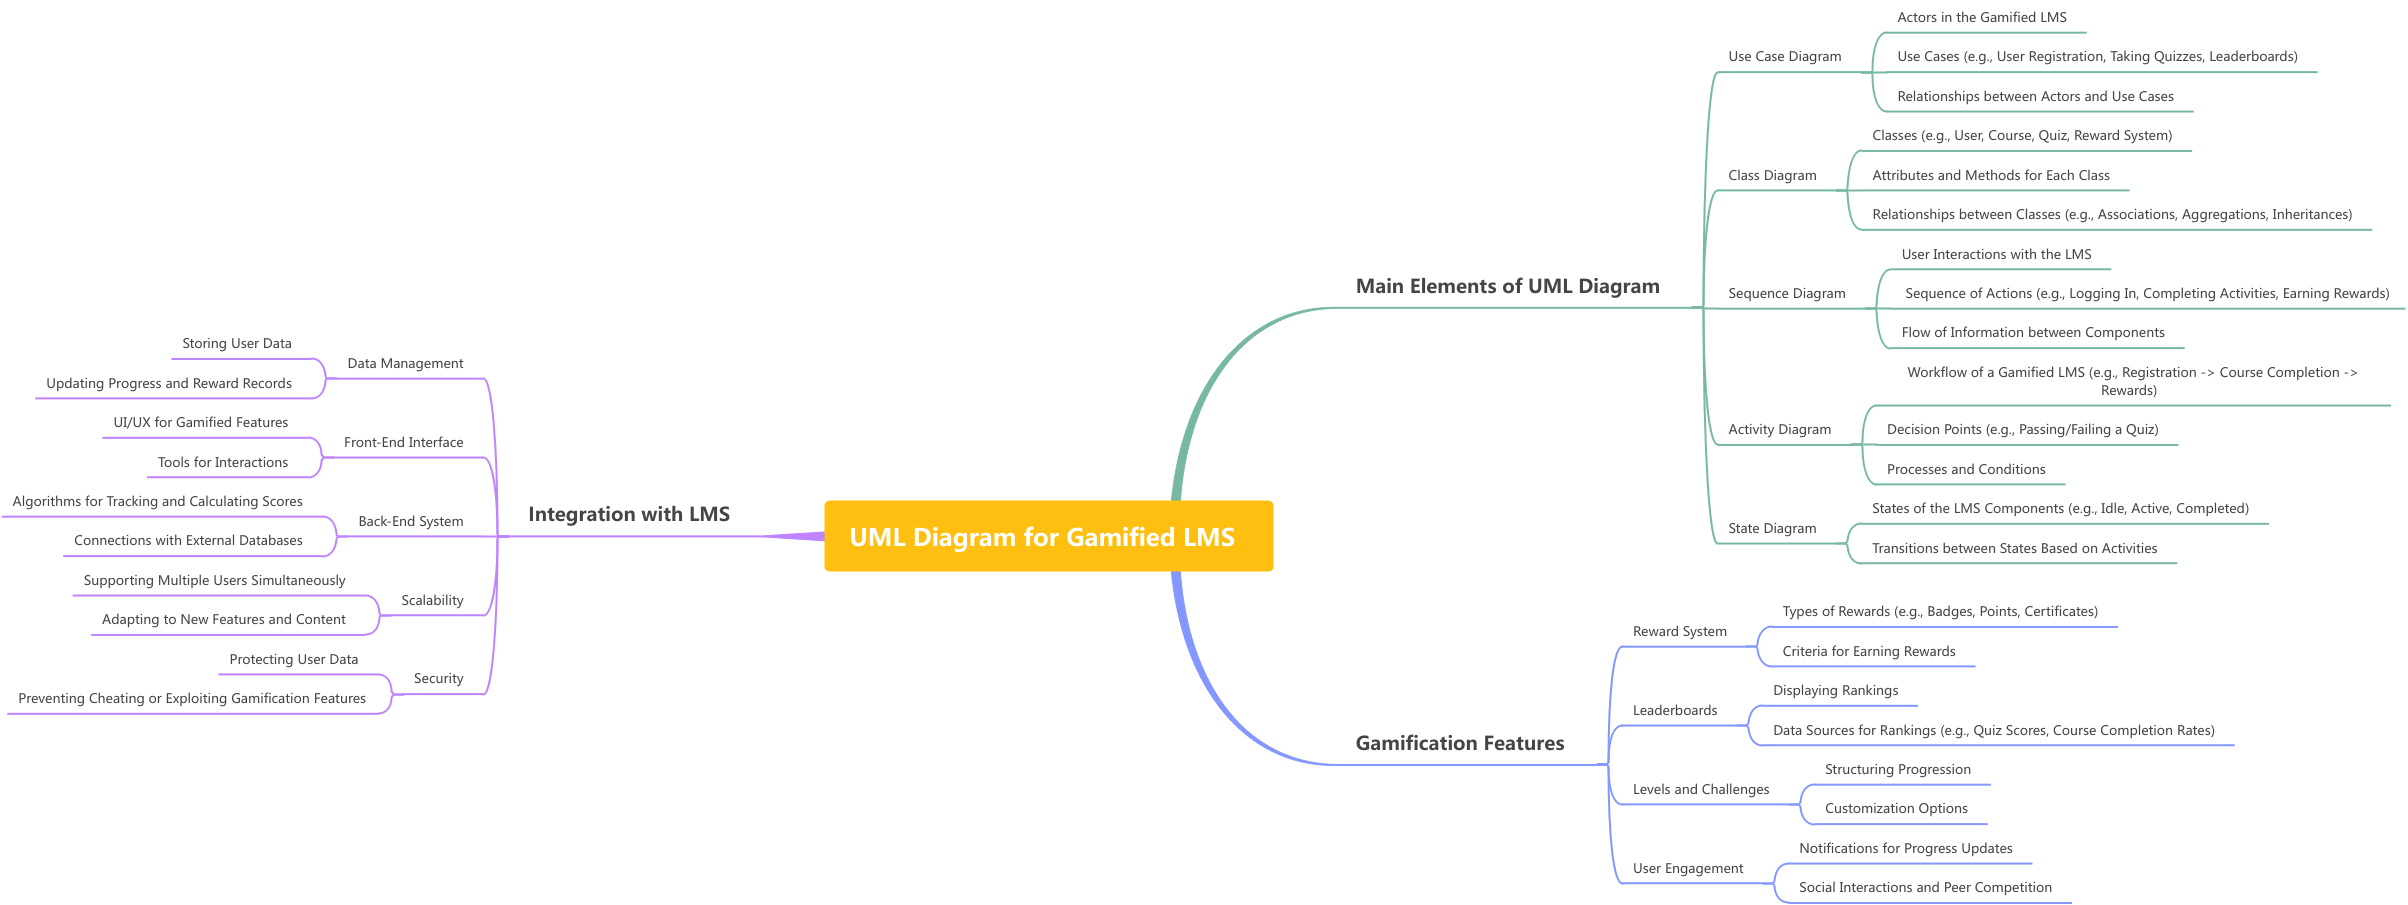 UML Diagram for Gamified LMS
Main Elements of UML Diagram
Use Case Diagram
Actors in the Gamified LMS
Use Cases (e.g., User Registration, Taking Quizzes, Leaderboards)
Relationships between Actors and Use Cases
Class Diagram
Classes (e.g., User, Course, Quiz, Reward System)
Attributes and Methods for Each Class
Relationships between Classes (e.g., Associations, Aggregations, Inheritances)
Sequence Diagram
User Interactions with the LMS
Sequence of Actions (e.g., Logging In, Completing Activities, Earning Rewards)
Flow of Information between Components
Activity Diagram
Workflow of a Gamified LMS (e.g., Registration -> Course Completion ->
Rewards)
Decision Points (e.g., Passing/Failing a Quiz)
Processes and Conditions
State Diagram
States of the LMS Components (e.g., Idle, Active, Completed)
Transitions between States Based on Activities
Gamification Features
Reward System
Types of Rewards (e.g., Badges, Points, Certificates)
Criteria for Earning Rewards
Leaderboards
Displaying Rankings
Data Sources for Rankings (e.g., Quiz Scores, Course Completion Rates)
Levels and Challenges
Structuring Progression
Customization Options
User Engagement
Notifications for Progress Updates
Social Interactions and Peer Competition
Integration with LMS
Data Management
Storing User Data
Updating Progress and Reward Records
Front-End Interface
UI/UX for Gamified Features
Tools for Interactions
Back-End System
Algorithms for Tracking and Calculating Scores
Connections with External Databases
Scalability
Supporting Multiple Users Simultaneously
Adapting to New Features and Content
Security
Protecting User Data
Preventing Cheating or Exploiting Gamification Features